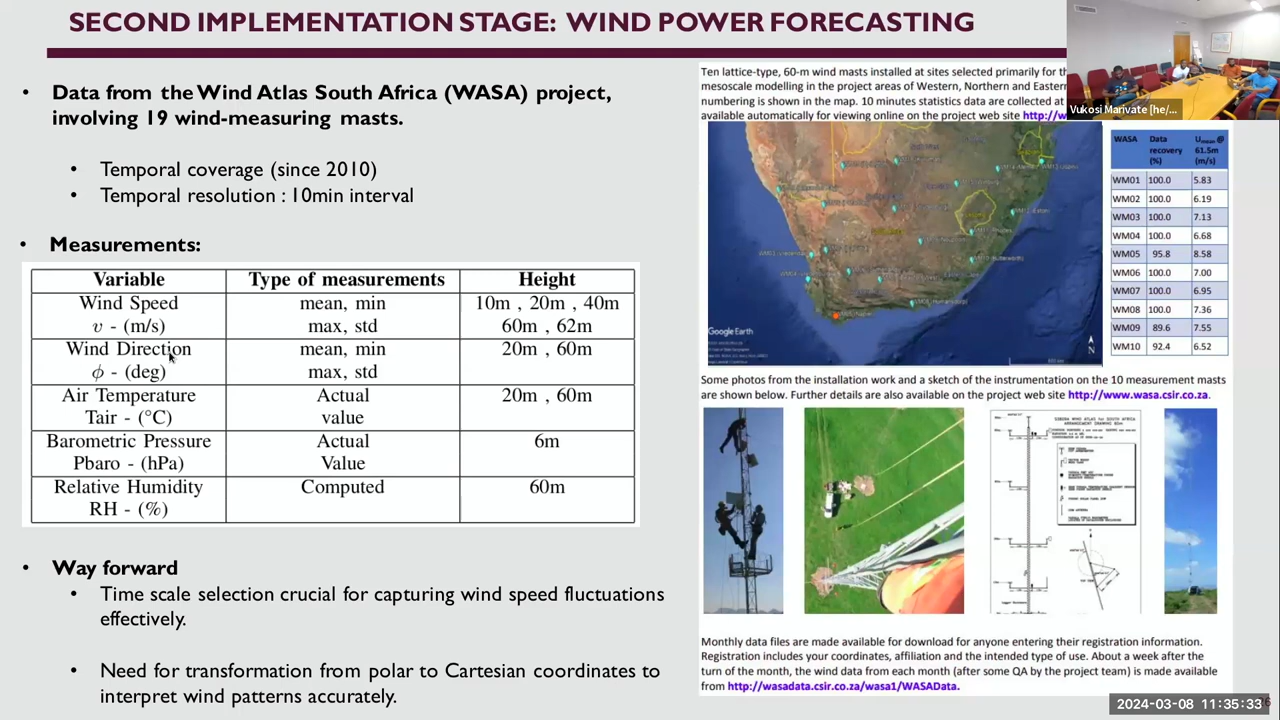 SECOND IMPLEMENTATION STAGE: WIND POWER FORECASTING
• Data from the Wind Atlas South Africa (WASA) project,
involving 19 wind-measuring masts.
• Temporal coverage (since 2010)
• Temporal resolution : 10min interval
• Measurements:
Variable Type of measurements Height
Wind Speed mean, min 10m , 20m , 40m
v - (m/s) max, std 60m , 62m
Wind Direction mean, min 20m , 60m
ϕ - (deg) max, std
Air Temperature Actual 20m , 60m
Tair - (°C) value
Barometric Pressure Actual 6m
Pbaro - (hPa) Value
Relative Humidity Computed 60m
RH - (%)
• Way forward
• Time scale selection crucial for capturing wind speed fluctuations
effectively.
• Need for transformation from polar to Cartesian coordinates to
interpret wind patterns accurately.
Ten lattice-type, 60-m wind masts installed at sites selected primarily for
mesoscale modelling in the project areas of Western, Northern and Eastern
numbering is shown in the map. 10 minutes statistics data are collected at
available automatically for viewing online on the project web site
Vukosi Marivate [he/...
Google Earth
N
WASA Data recovery (%) Umean @ 61.5m (m/s)
WM01 100.0 5.83
WM02 100.0 6.19
WM03 100.0 7.13
WM04 100.0 6.68
WM05 95.8 8.58
WM06 100.0 7.00
WM07 100.0 6.95
WM08 100.0 7.36
WM09 89.6 7.55
WM10 92.4 6.52
Some photos from the installation work and a sketch of the instrumentation on the 10 measurement masts
are shown below. Further details are also available on the project web site http://www.wasa.csir.co.za.
Monthly data files are made available for download for anyone entering their registration information.
Registration includes your coordinates, affiliation and the intended type of use. About a week after the
turn of the month, the wind data from each month (after some QA by the project team) is made available
from http://wasadata.csir.co.za/wasa1/WASAData.
2024-03-08 11:35:33